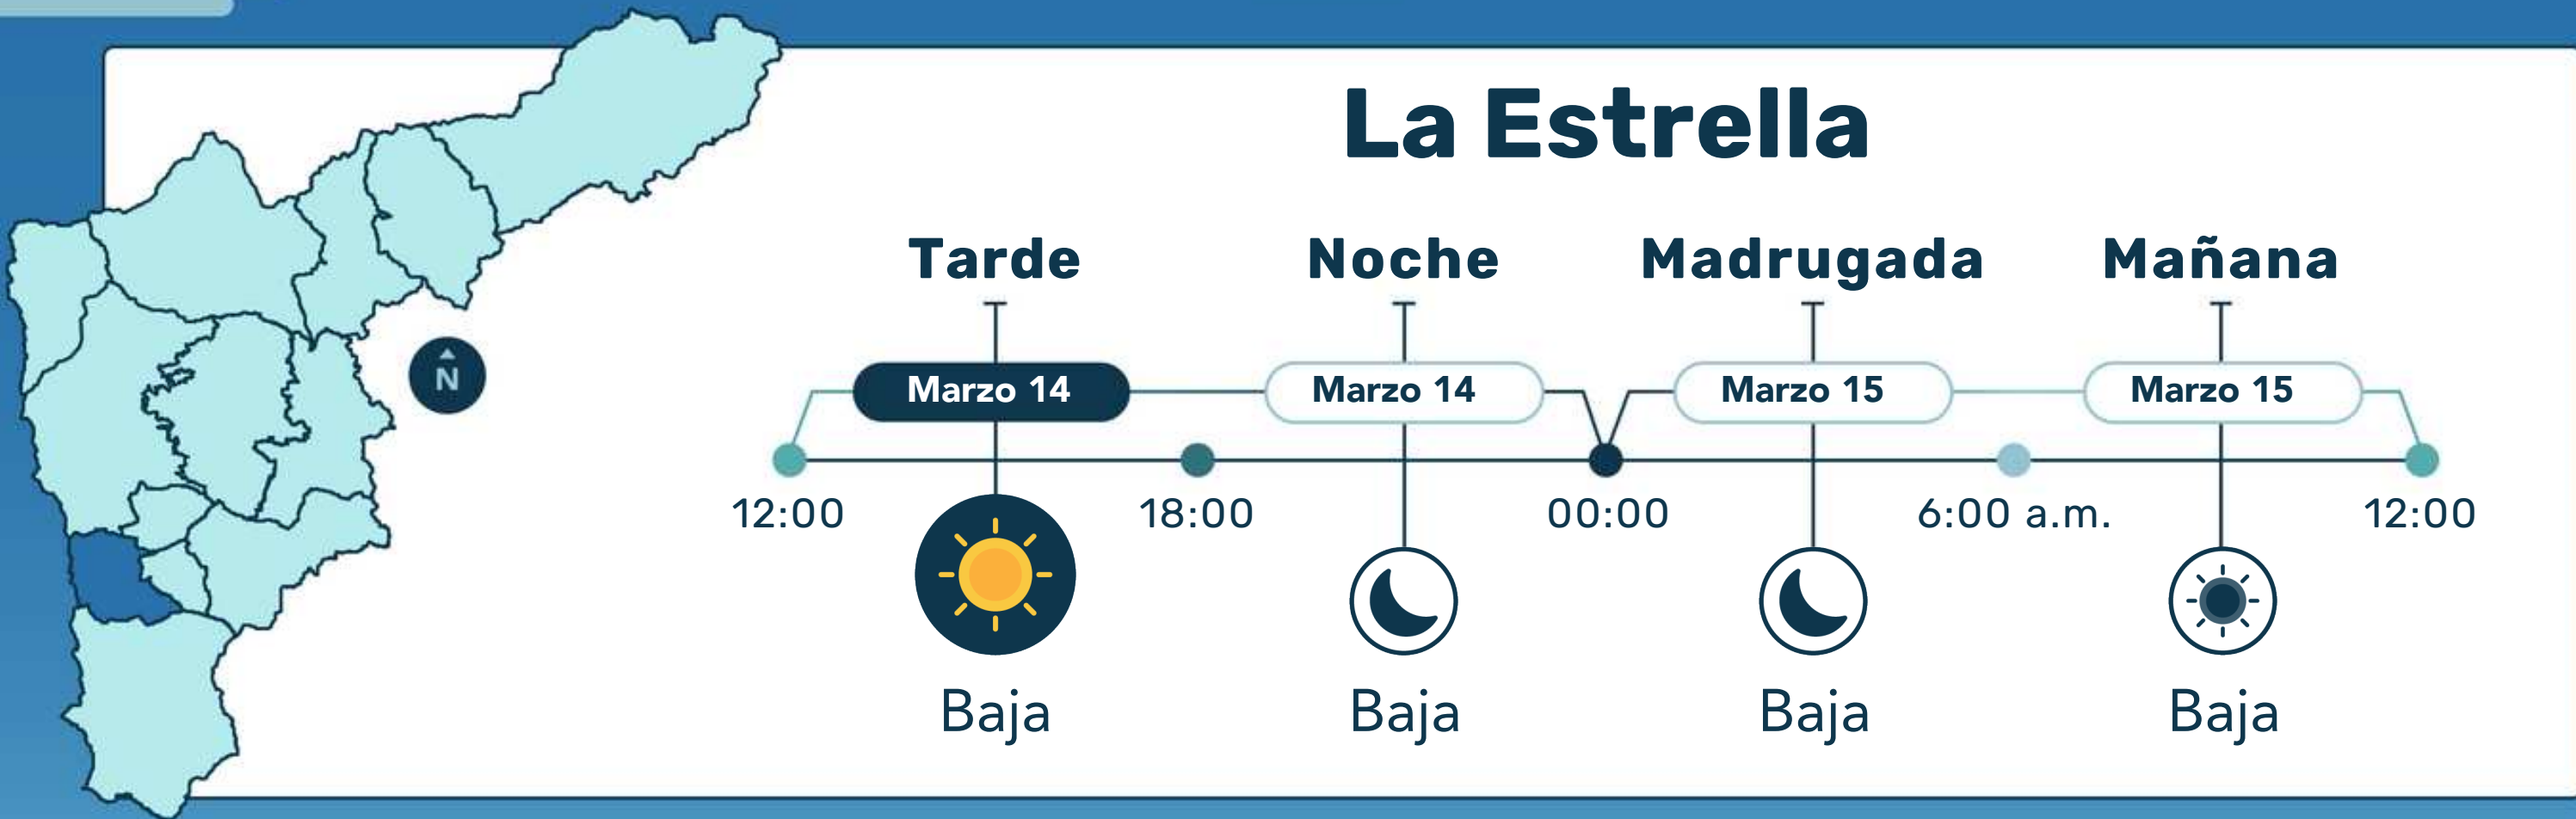 La Estrella
Tarde Noche Madrugada Mañana
N
Marzo 14 Marzo 14 Marzo 15 Marzo 15
12:00 18:00 00:00 6:00 a.m. 12:00
Baja Baja Baja Baja